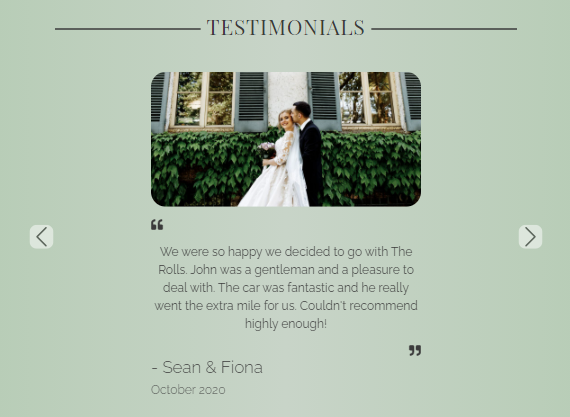 TESTIMONIALS
“
We were so happy we decided to go with The
Rolls. John was a gentleman and a pleasure to
deal with. The car was fantastic and he really
went the extra mile for us. Couldn't recommend
highly enough!
”
- Sean & Fiona
October 2020